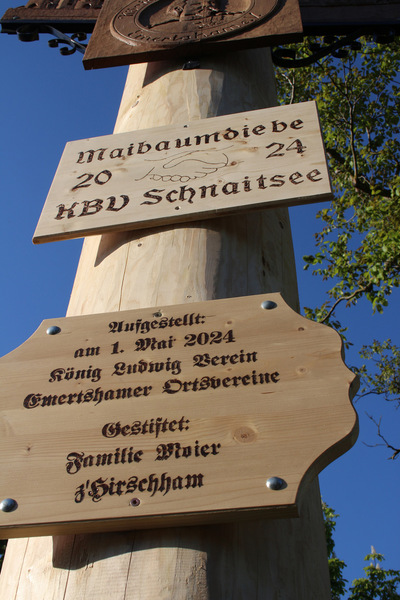 Maibaumdiebe
20 24
KBV Schnaitsee
Aufgestellt:
am 1. Mai 2024
König Ludwig Verein
Emertshamer Ortsvereine
Gestiftet:
Familie Moier
z'Hirschham